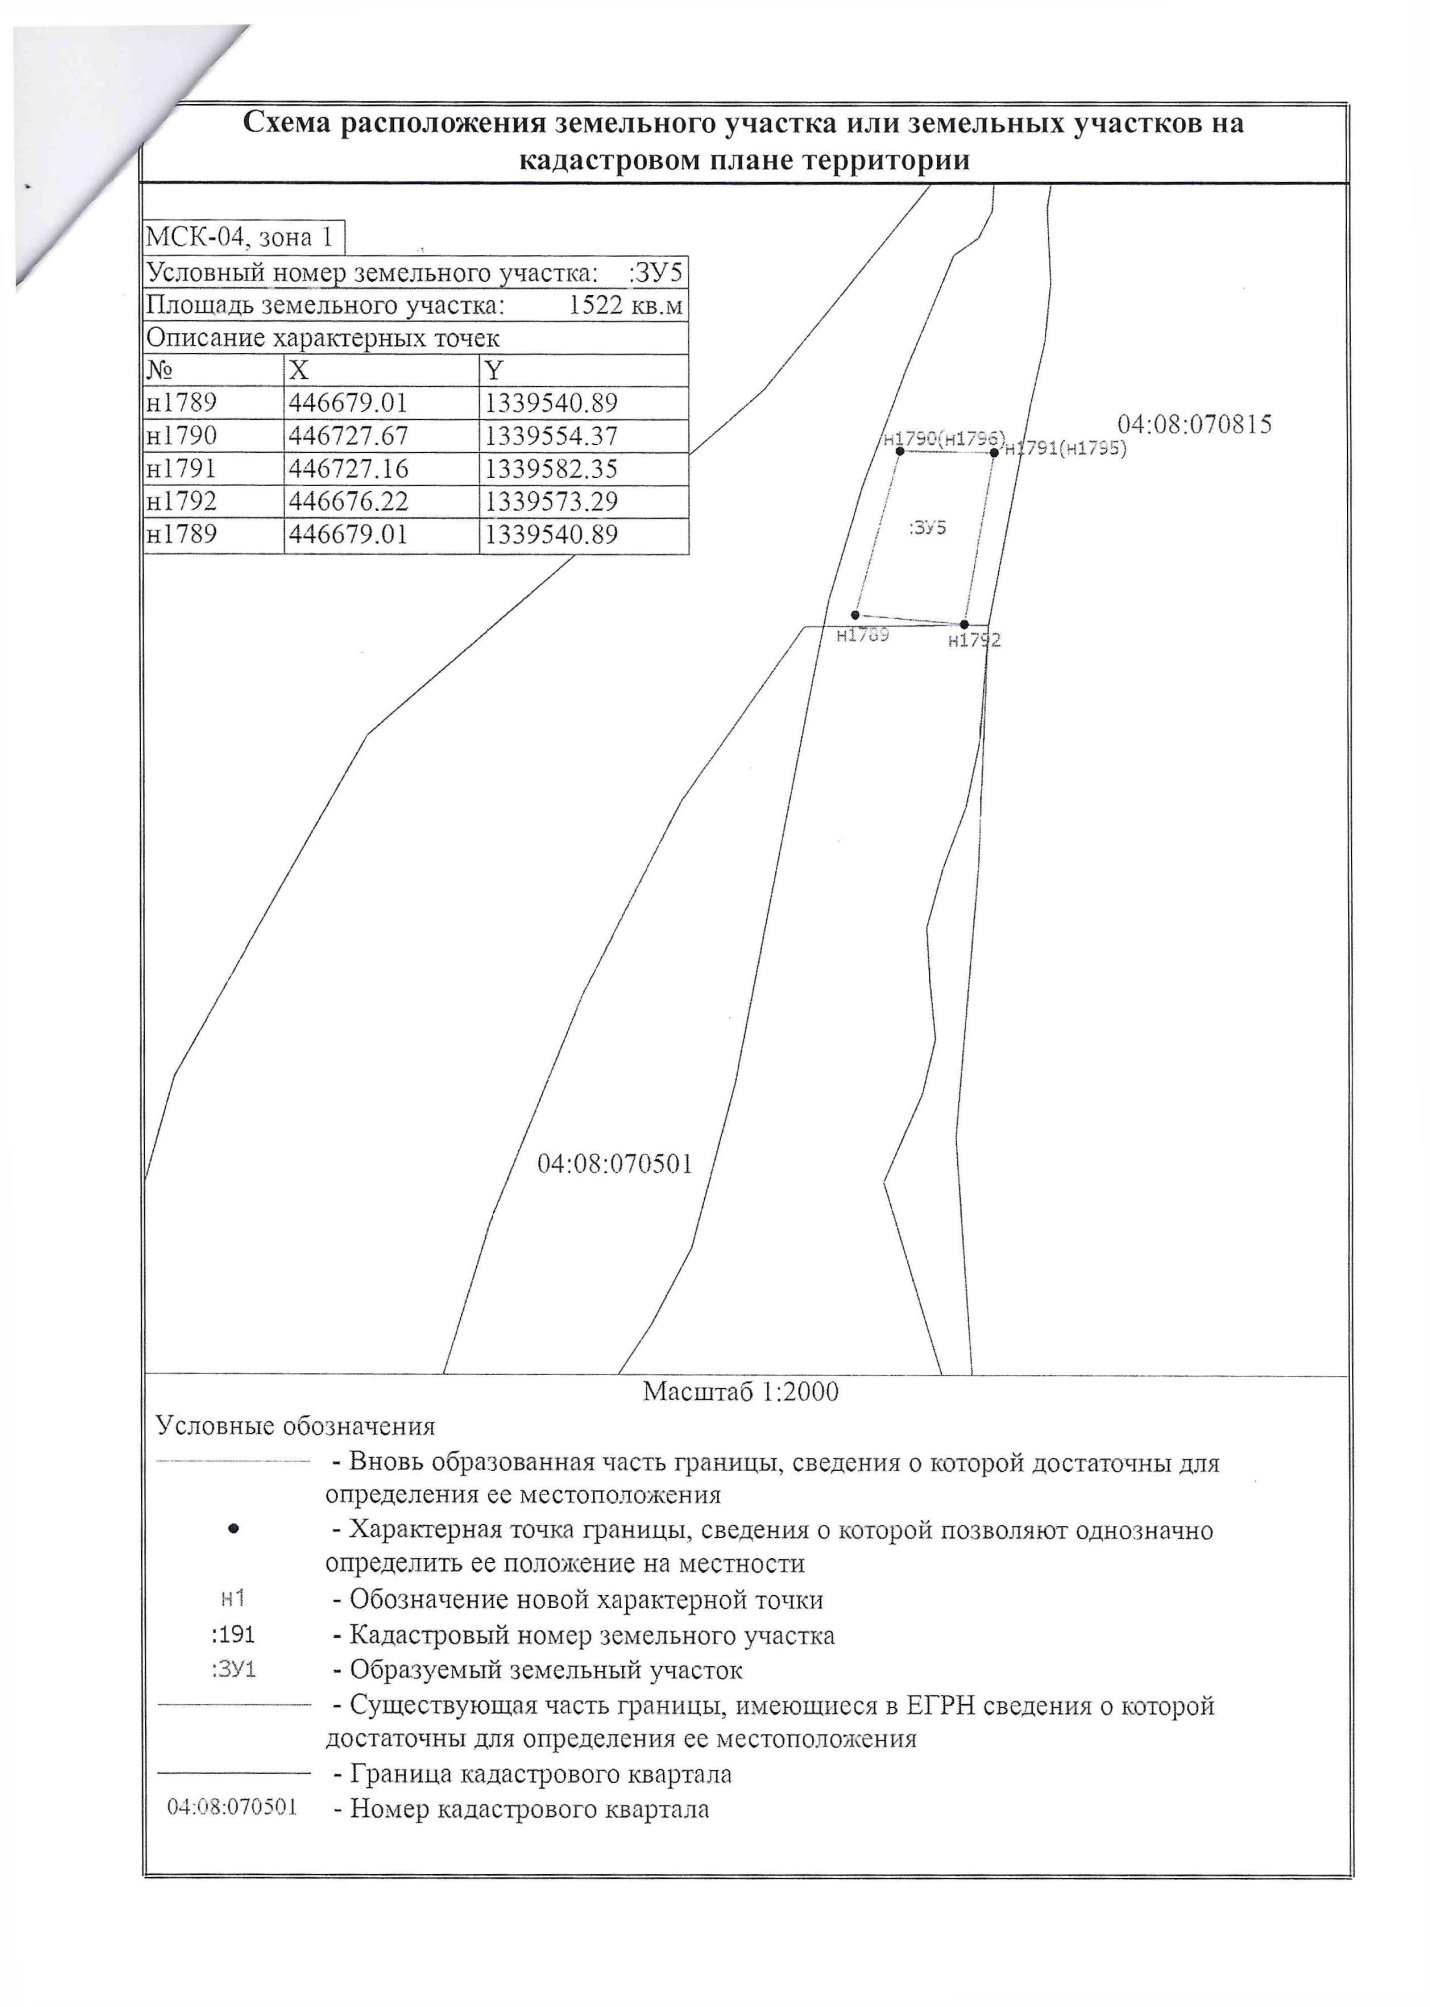 Схема расположения земельного участка или земельных участков на
кадастровом плане территории
МСК-04, зона 1
Условный номер земельного участка: :ЗУ5
Площадь земельного участка: 1522 кв.м
Описание характерных точек
№ X Y
н1789 446679.01 1339540.89
н1790 446727.67 1339554.37
н1791 446727.16 1339582.35
н1792 446676.22 1339573.29
н1789 446679.01 1339540.89
04:08:070815
н1790(н1796)
н1791(н1795)
:ЗУ5
н1789
н1792
04:08:070501
Масштаб 1:2000
Условные обозначения
- Вновь образованная часть границы, сведения о которой достаточны для
определения ее местоположения
- Характерная точка границы, сведения о которой позволяют однозначно
определить ее положение на местности
н1 - Обозначение новой характерной точки
:191 - Кадастровый номер земельного участка
:ЗУ1 - Образуемый земельный участок
- Существующая часть границы, имеющиеся в ЕГРН сведения о которой
достаточны для определения ее местоположения
- Граница кадастрового квартала
04:08:070501 - Номер кадастрового квартала